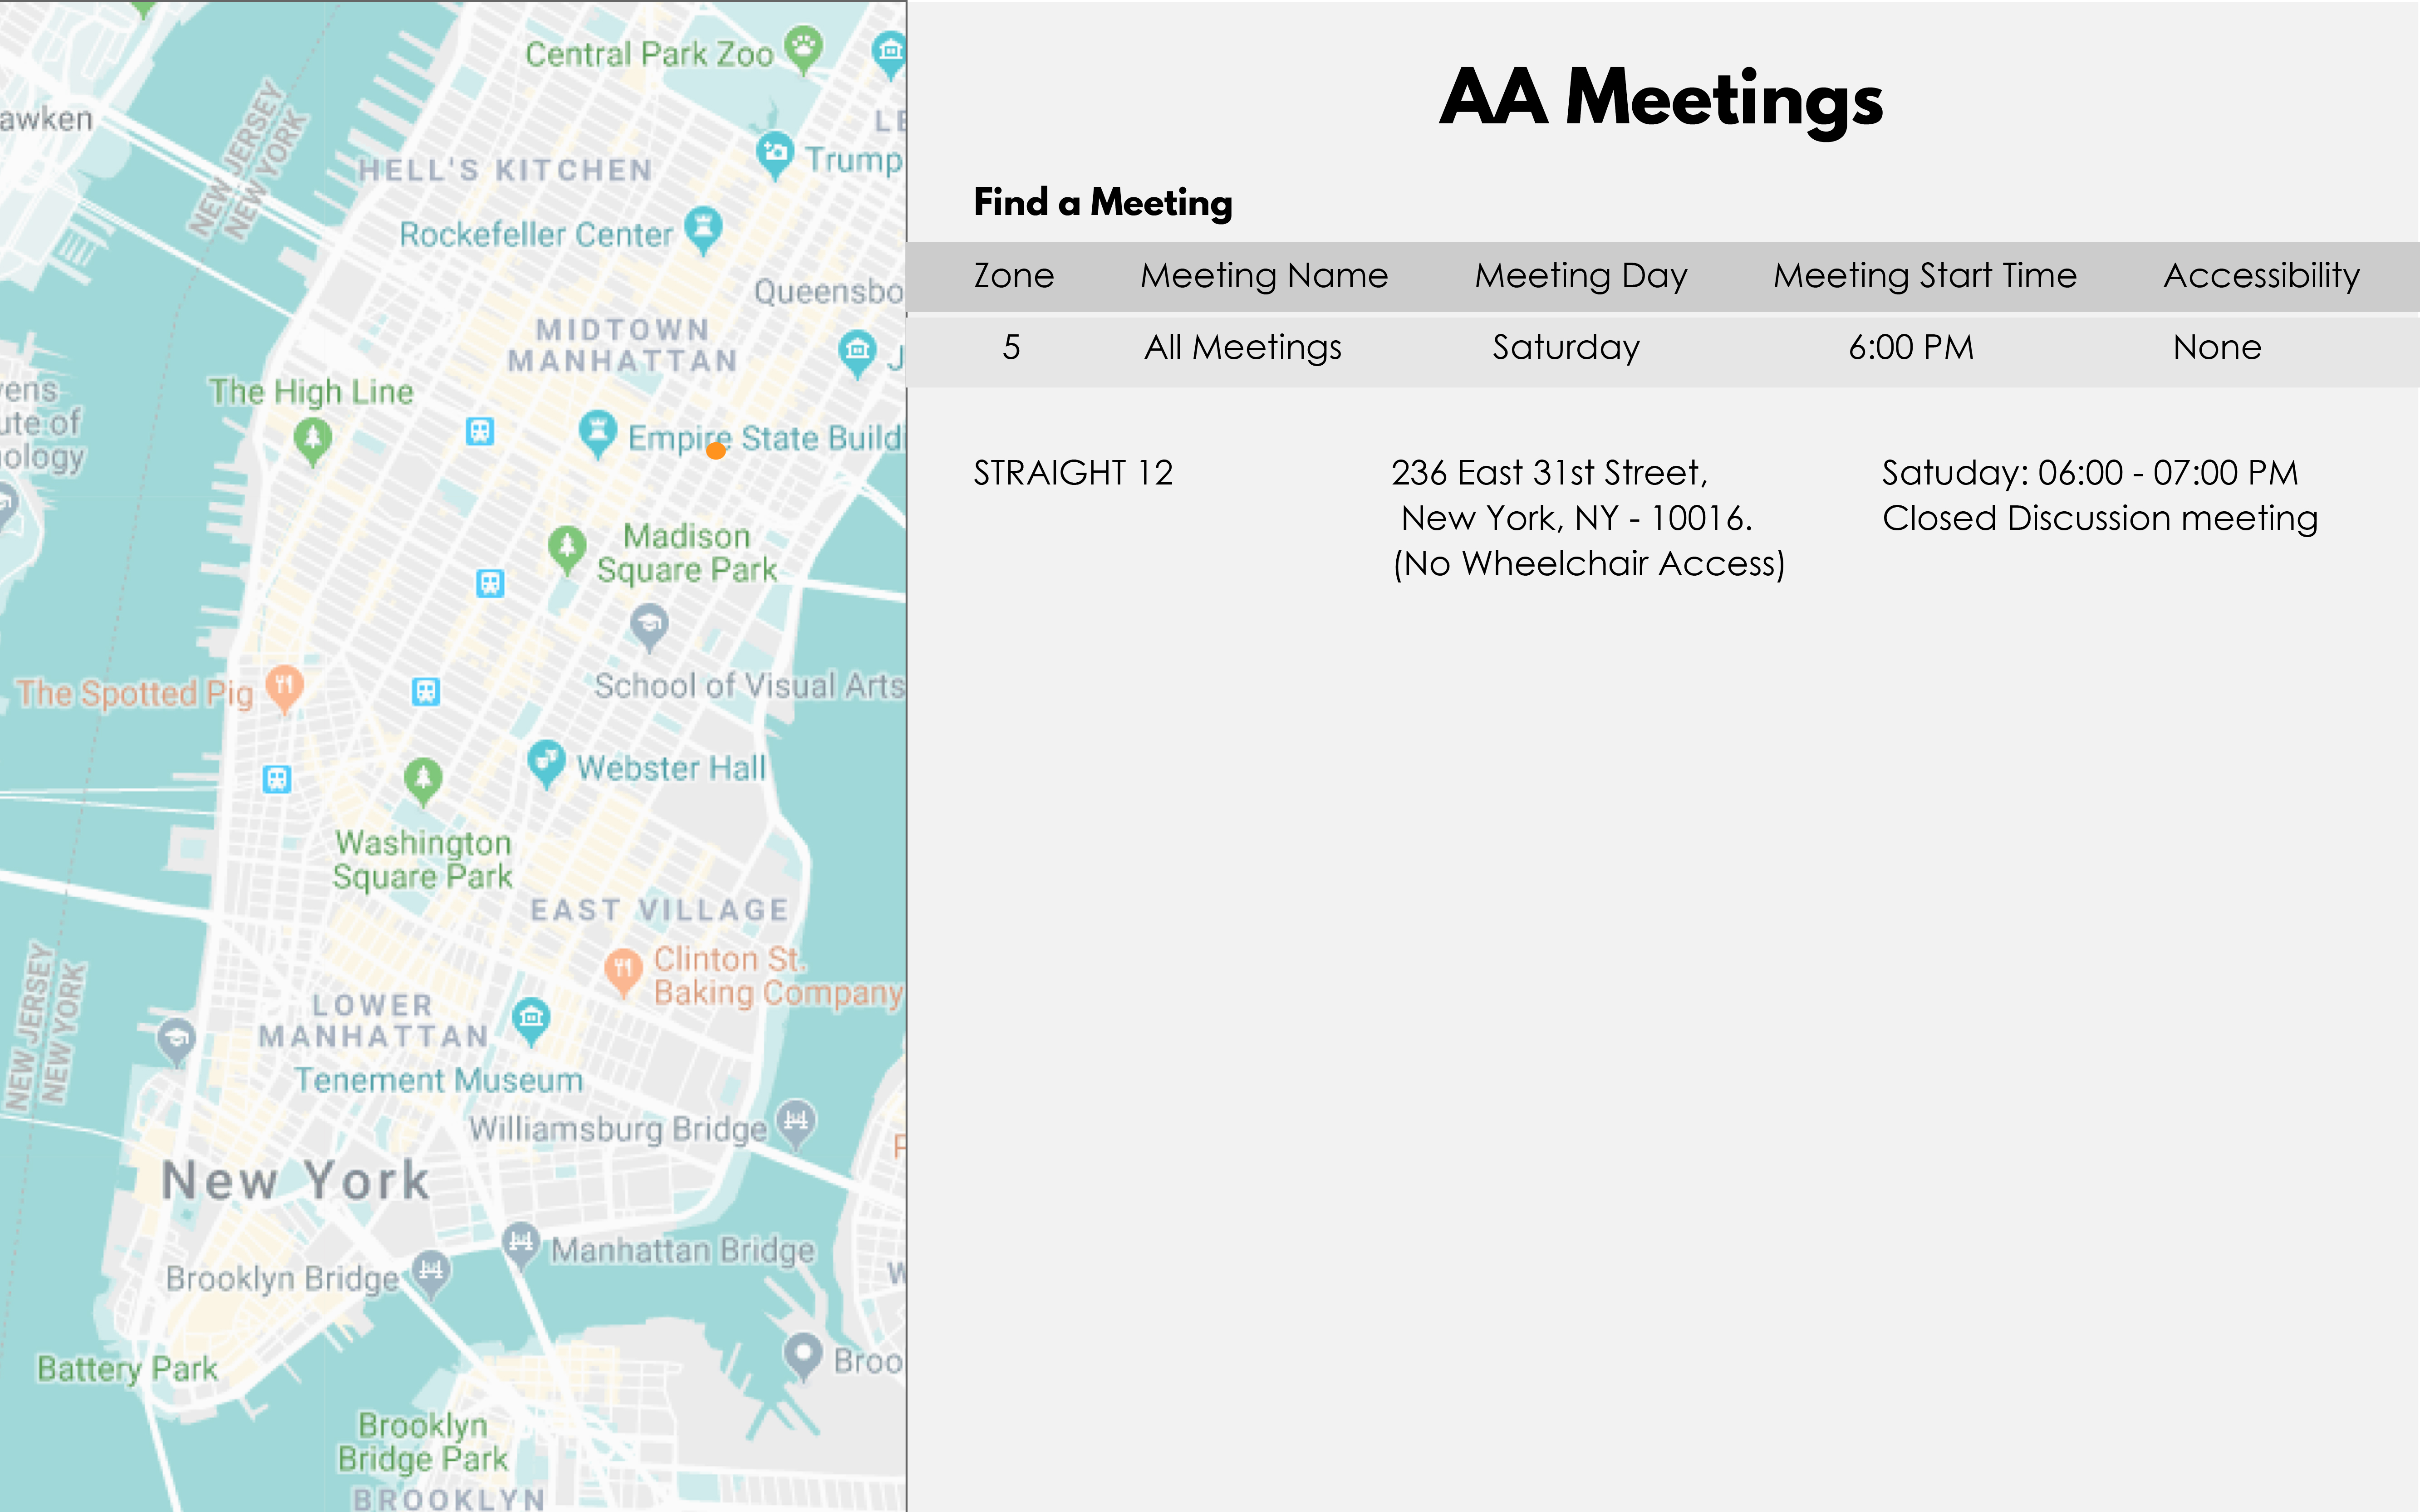 Central Park Zoo
awken
NEW JERSEY
NEW YORK
LE
HELL'S KITCHEN
Trump
Rockefeller Center
Queensbo
MIDTOWN
MANHATTAN
J
The High Line
vens
ute of
ology
Empire State Buildi
Madison
Square Park
School of Visual Arts
The Spotted Pig
Webster Hall
Washington
Square Park
EAST VILLAGE
Clinton St.
Baking Company
NEW JERSEY
NEW YORK
LOWER
MANHATTAN
Tenement Museum
Williamsburg Bridge
New York
Manhattan Bridge
Brooklyn Bridge
Battery Park
Broo
Brooklyn
Bridge Park
BROOKLYN
AA Meetings
Find a Meeting
Zone Meeting Name Meeting Day Meeting Start Time Accessibility
5 All Meetings Saturday 6:00 PM None
STRAIGHT 12 236 East 31st Street, Satuday: 06:00 - 07:00 PM
New York, NY - 10016. Closed Discussion meeting
(No Wheelchair Access)